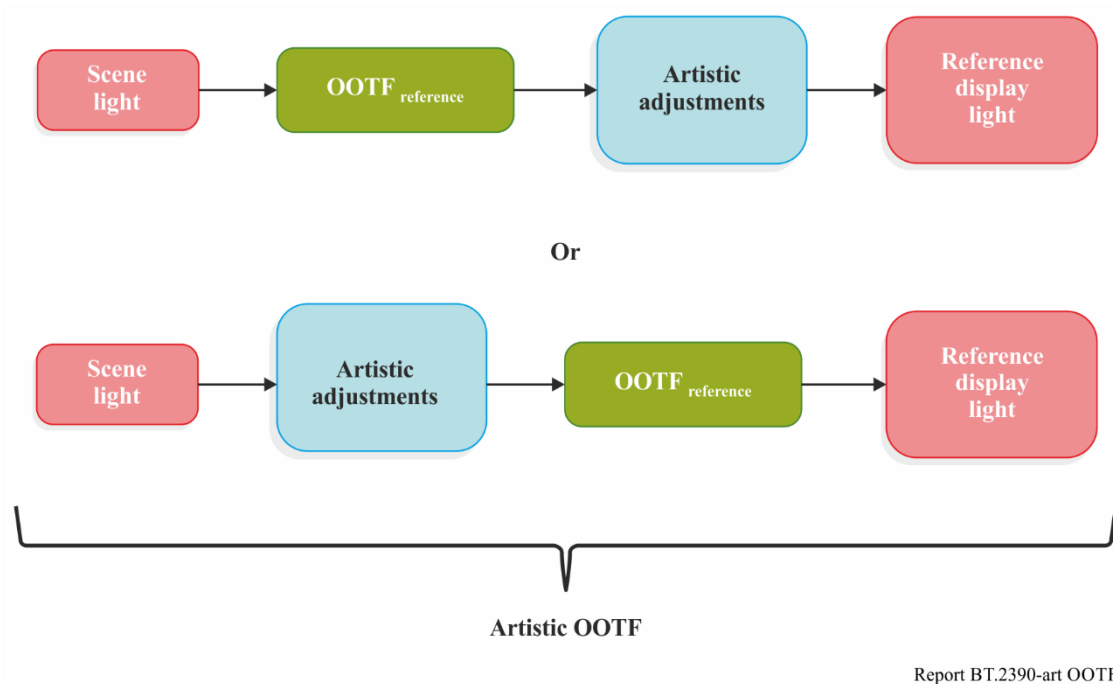 Scene
light
OOTF reference
Artistic
adjustments
Reference
display
light
Or
Scene
light
Artistic
adjustments
OOTF reference
Reference
display
light
Artistic OOTF
Report BT.2390-art OOTF